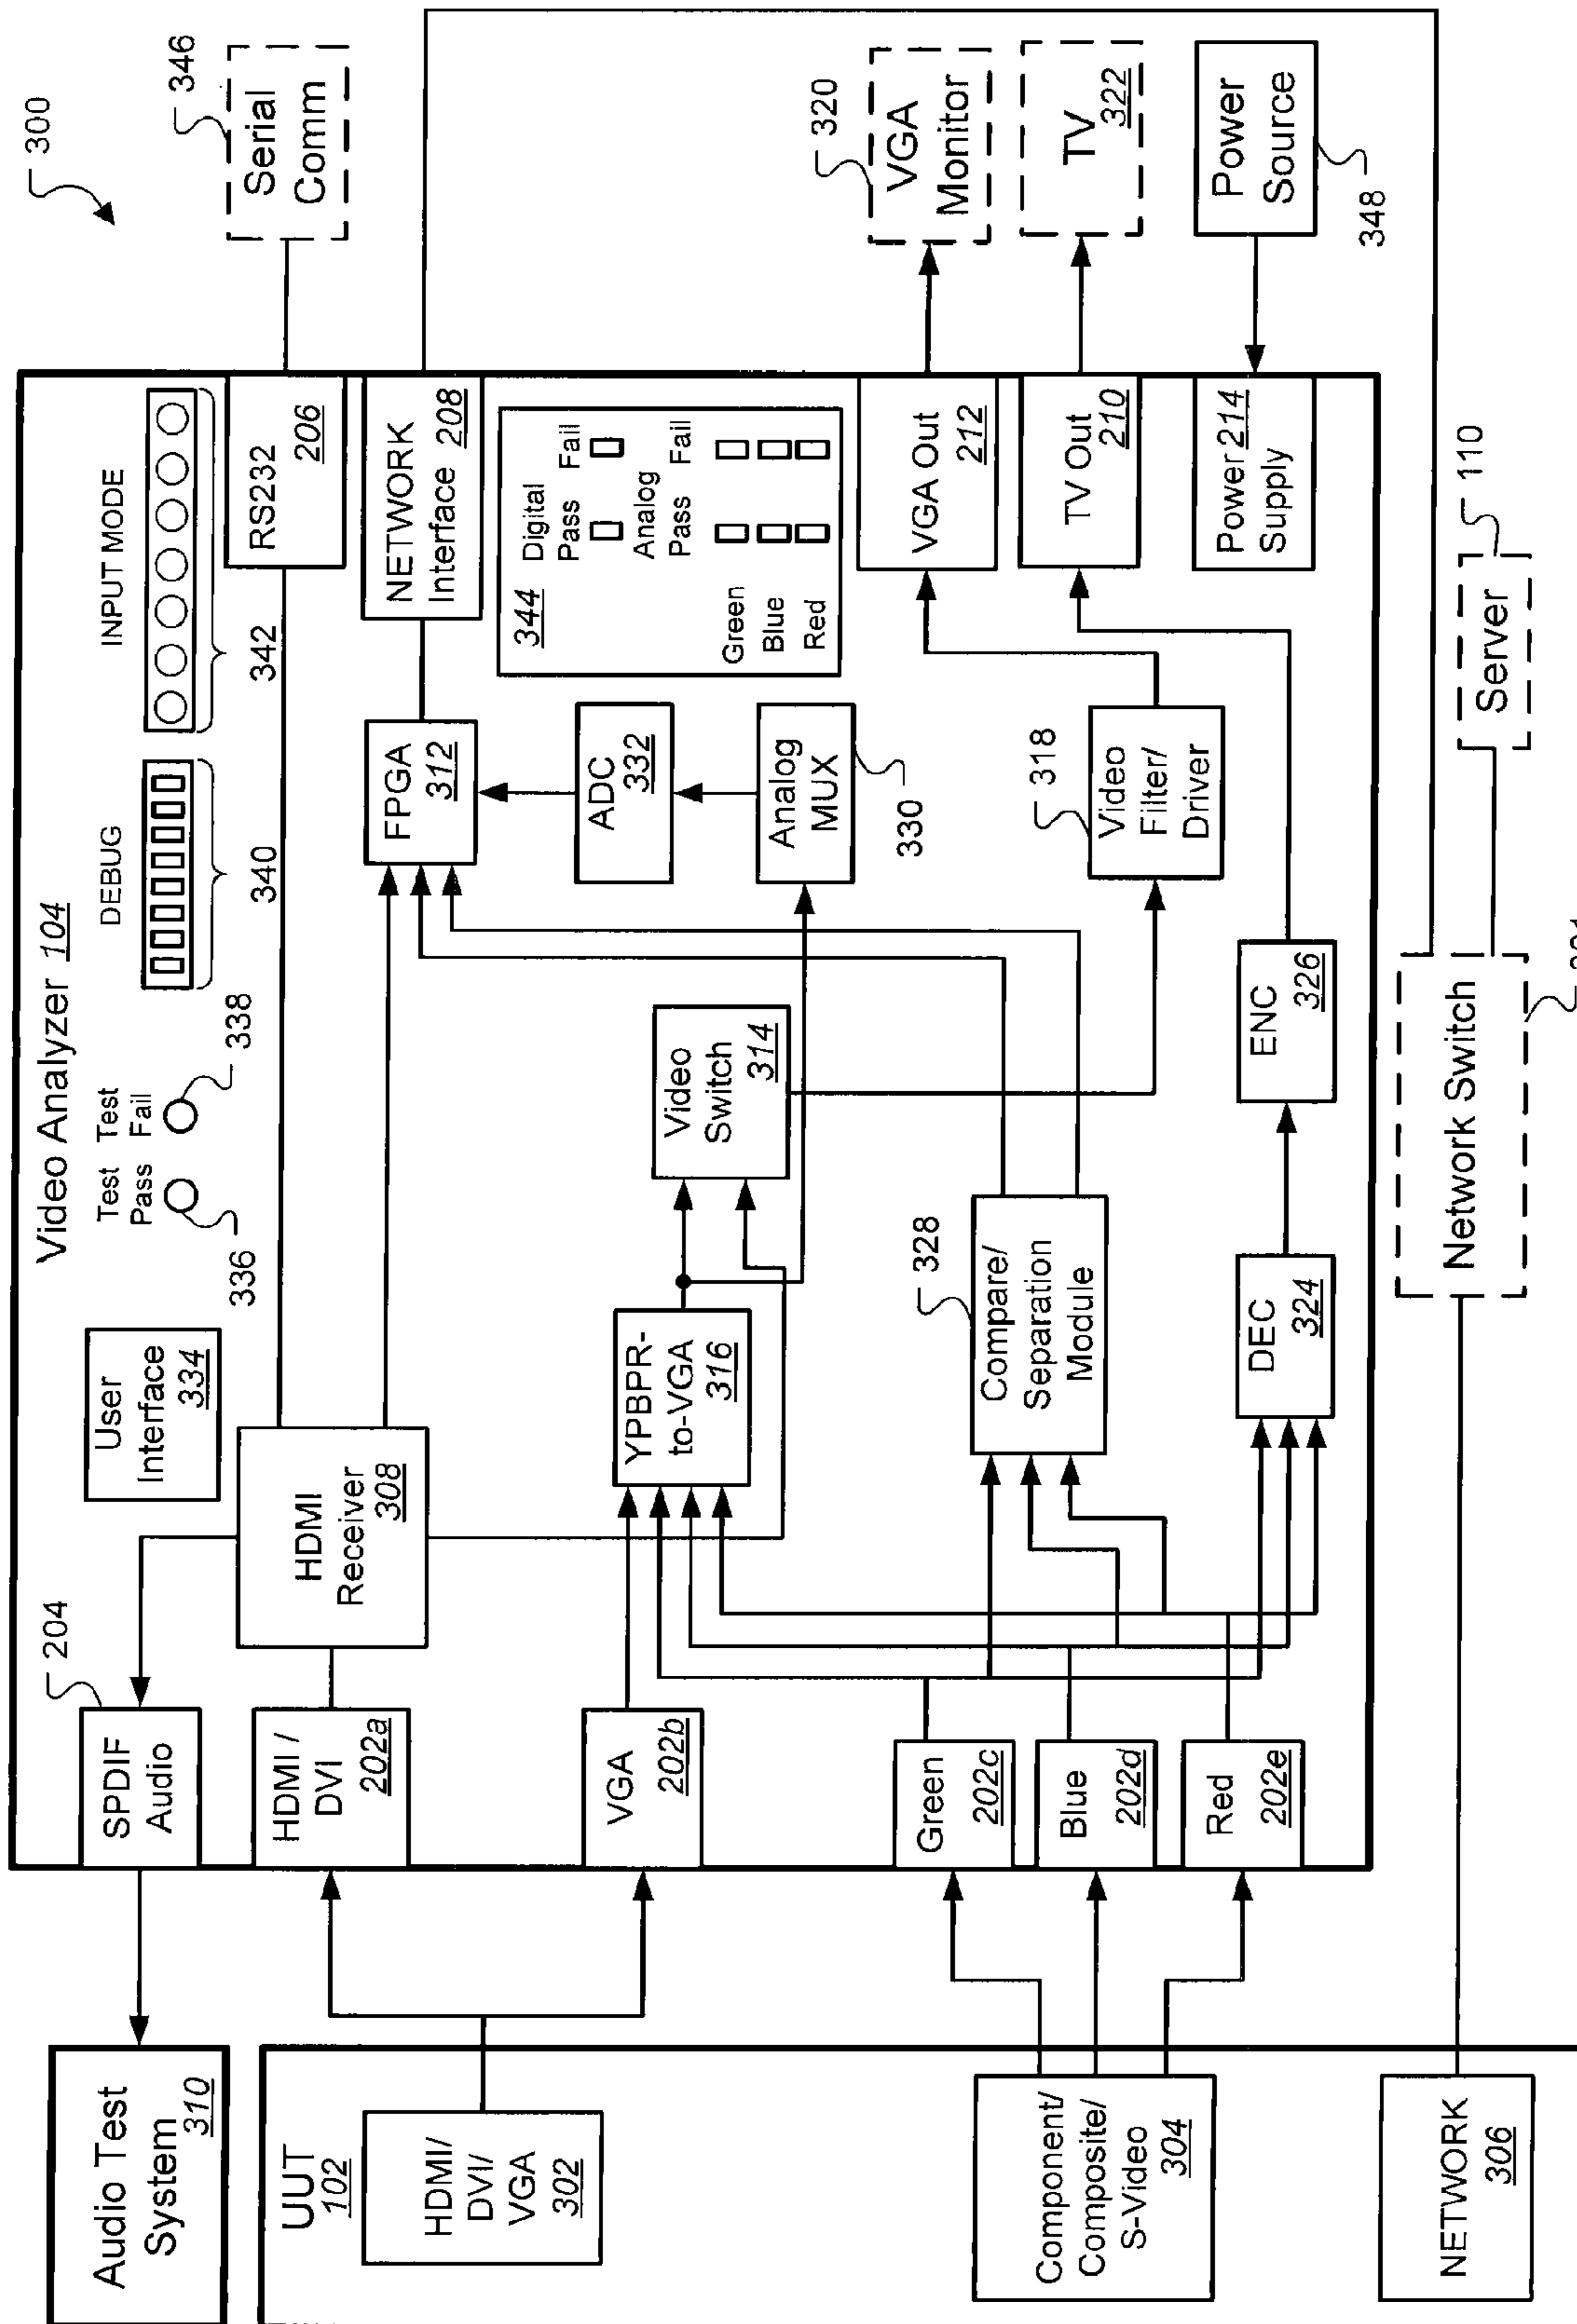 300
Video Analyzer 104
Audio Test
System
310
UUT
102
HDMI/
DVI/
VGA
302
Component/
Composite/
S-Video
304
NETWORK
306
204
SPDIF
Audio
HDMI /
DVI
202a
VGA
202b
Green
202c
Blue
202d
Red
202e
User
Interface
334
HDMI
Receiver
308
336
Test
Pass
Test
Fail
338
DEBUG
340
INPUT MODE
342
YPBPR-
to-VGA
316
Video
Switch
314
328
Compare/
Separation
Module
DEC
324
ENC
326
FPGA
312
ADC
332
Analog
MUX
330
318
Video
Filter/
Driver
RS232
206
NETWORK
Interface 208
344
Digital
Pass Fail
Analog
Pass Fail
Green
Blue
Red
VGA Out
212
TV Out
210
Power 214
Supply
346
Serial
Comm
320
VGA
Monitor
TV
322
Power
Source
348
Network Switch
Server
110